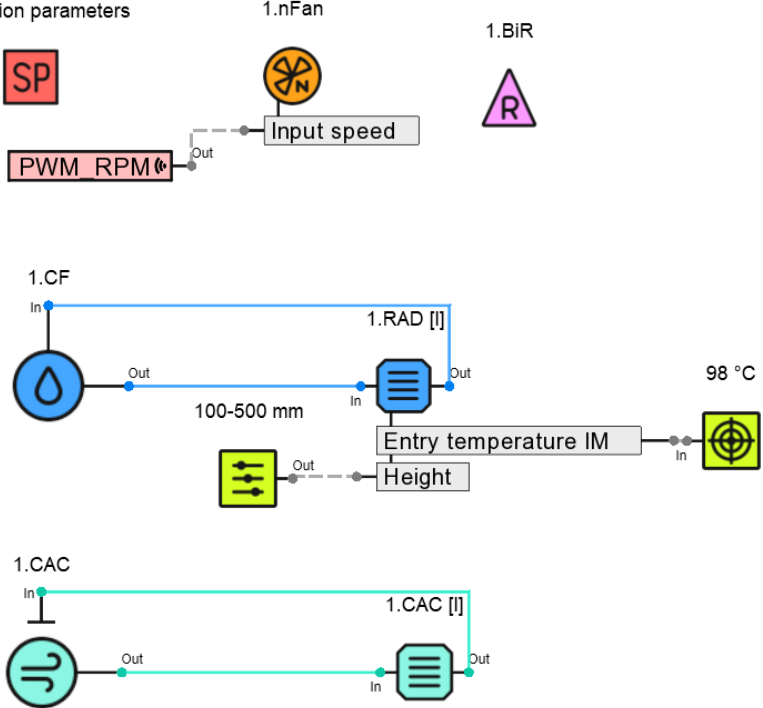 ion parameters
1.nFan
1.BiR
SP
N
R
Input speed
Out
PWM_RPM
1.CF
In
1.RAD [I]
Out
Out
98 °C
In
100-500 mm
Entry temperature IM
In
Out
Height
1.CAC
In
1.CAC [I]
Out
Out
In